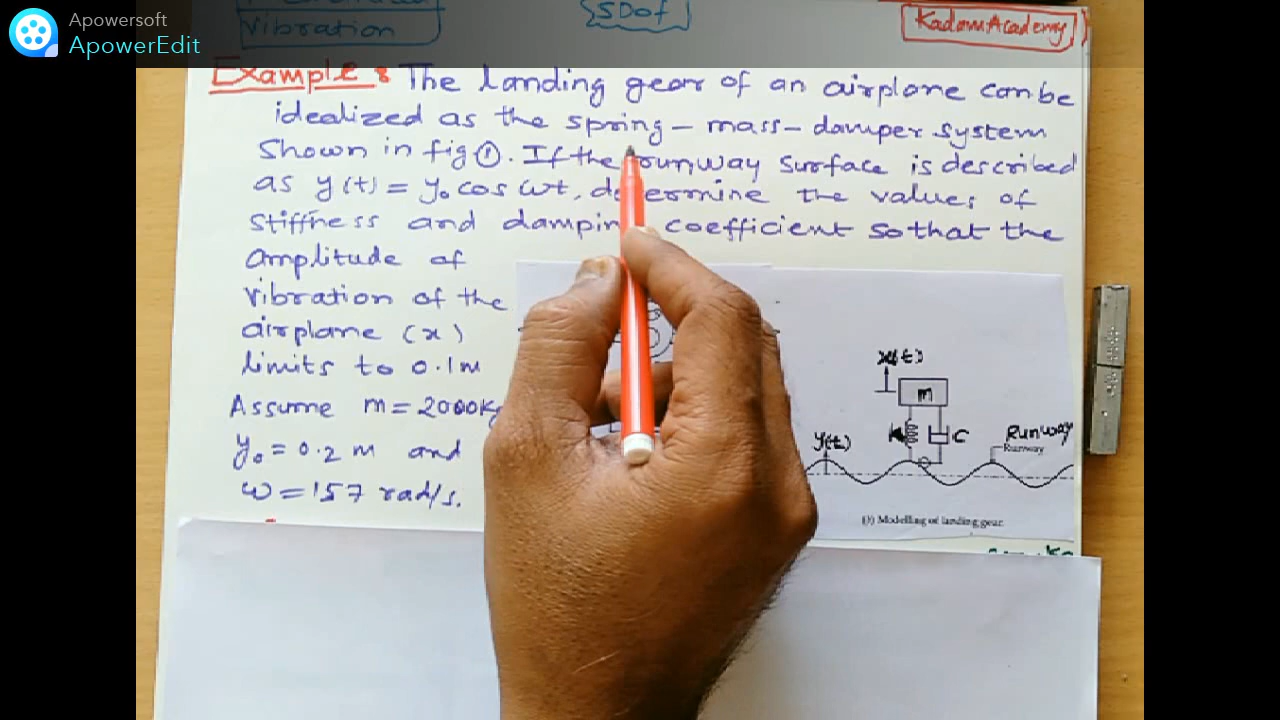 Apowersoft
ApowerEdit
Vibration
SDOF
Kadam Academy
Example : The landing gear of an airplane can be
idealized as the spring - mass - damper system
Shown in fig ①. If the runway surface is described
as y(t) = y₀ cos ωt, determine the values of
stiffness and damping coefficient so that the
amplitude of
vibration of the
airplane (x)
limits to 0.1m
Assume m = 2000Kg
y₀ = 0.2 m and
ω = 157 rad/s.
x(t)
m
K
C
y(t)
Runway
Runway
(b) Modelling of landing gear